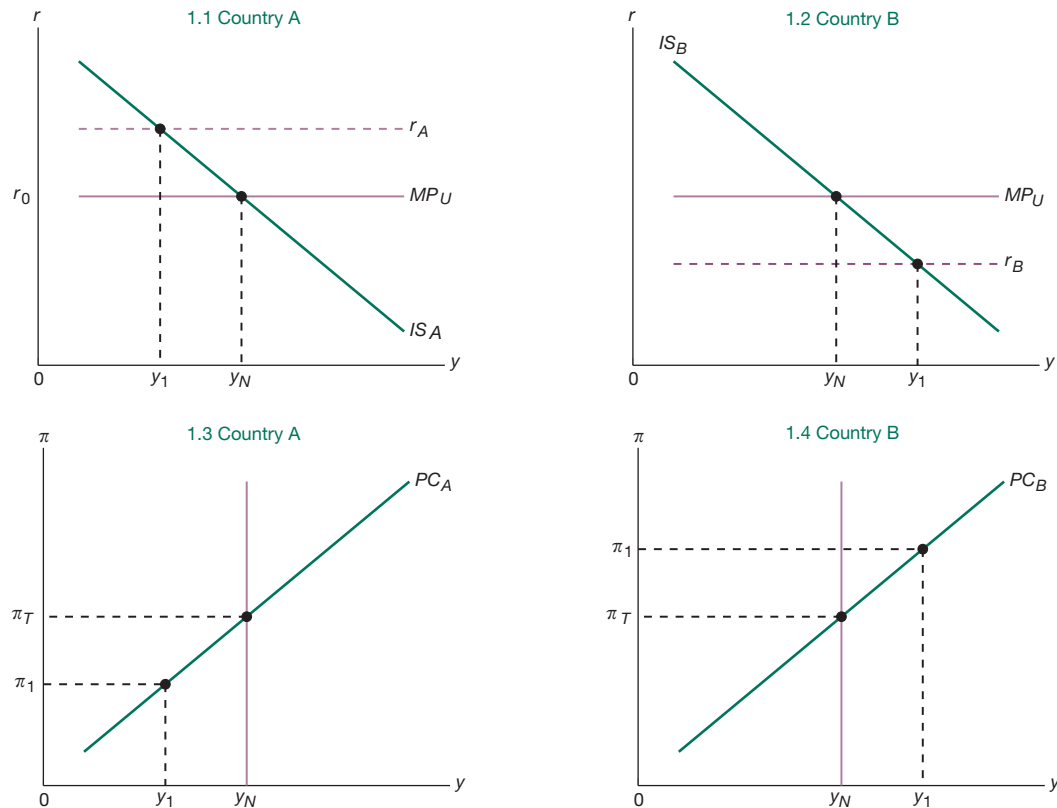 1.1 Country A
r
r_A
r_0
MP_U
IS_A
0
y_1
y_N
y
1.2 Country B
r
IS_B
MP_U
r_B
0
y_N
y_1
y
1.3 Country A
π
PC_A
π_T
π_1
0
y_1
y_N
y
1.4 Country B
π
PC_B
π_1
π_T
0
y_N
y_1
y